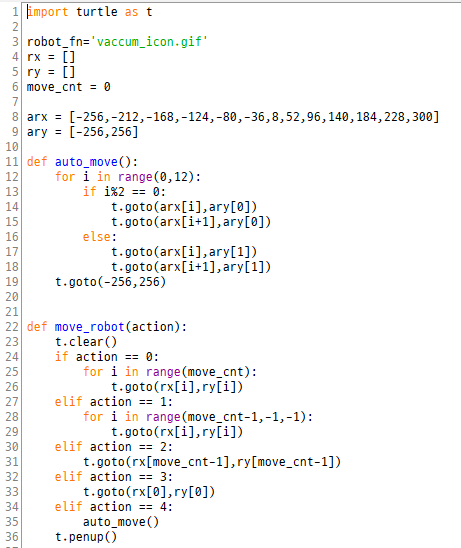 1 import turtle as t
2
3 robot_fn='vaccum_icon.gif'
4 rx = []
5 ry = []
6 move_cnt = 0
7
8 arx = [-256,-212,-168,-124,-80,-36,8,52,96,140,184,228,300]
9 ary = [-256,256]
10
11 def auto_move():
12     for i in range(0,12):
13         if i%2 == 0:
14             t.goto(arx[i],ary[0])
15             t.goto(arx[i+1],ary[0])
16         else:
17             t.goto(arx[i],ary[1])
18             t.goto(arx[i+1],ary[1])
19     t.goto(-256,256)
20
21
22 def move_robot(action):
23     t.clear()
24     if action == 0:
25         for i in range(move_cnt):
26             t.goto(rx[i],ry[i])
27     elif action == 1:
28         for i in range(move_cnt-1,-1,-1):
29             t.goto(rx[i],ry[i])
30     elif action == 2:
31             t.goto(rx[move_cnt-1],ry[move_cnt-1])
32     elif action == 3:
33             t.goto(rx[0],ry[0])
34     elif action == 4:
35         auto_move()
36     t.penup()